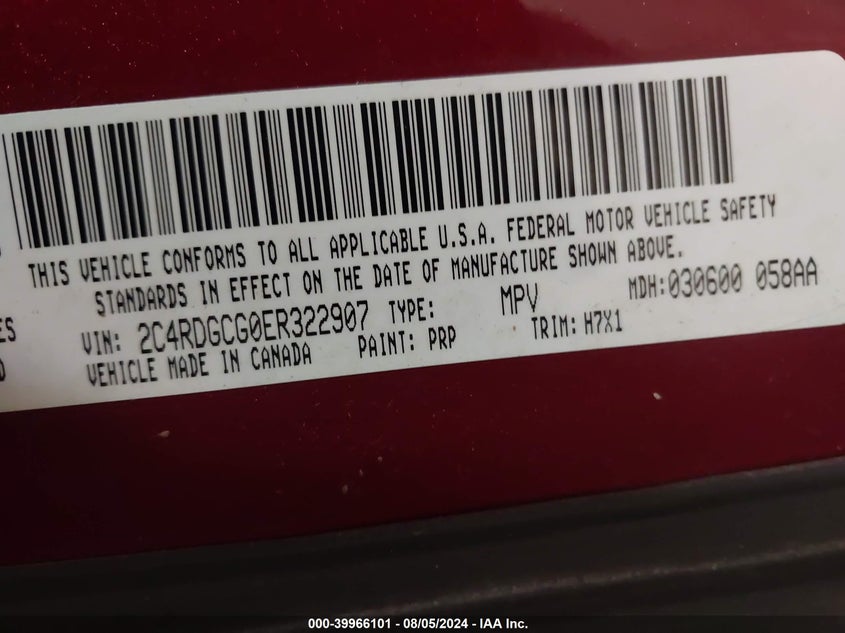 THIS VEHICLE CONFORMS TO ALL APPLICABLE U.S.A. FEDERAL MOTOR VEHICLE SAFETY
STANDARDS IN EFFECT ON THE DATE OF MANUFACTURE SHOWN ABOVE.
ES VIN: 2C4RDGCG0ER322907 TYPE: MPV MDH:030600 058AA
VEHICLE MADE IN CANADA PAINT: PRP TRIM: H7X1
000-39966101 - 08/05/2024 - IAA Inc.